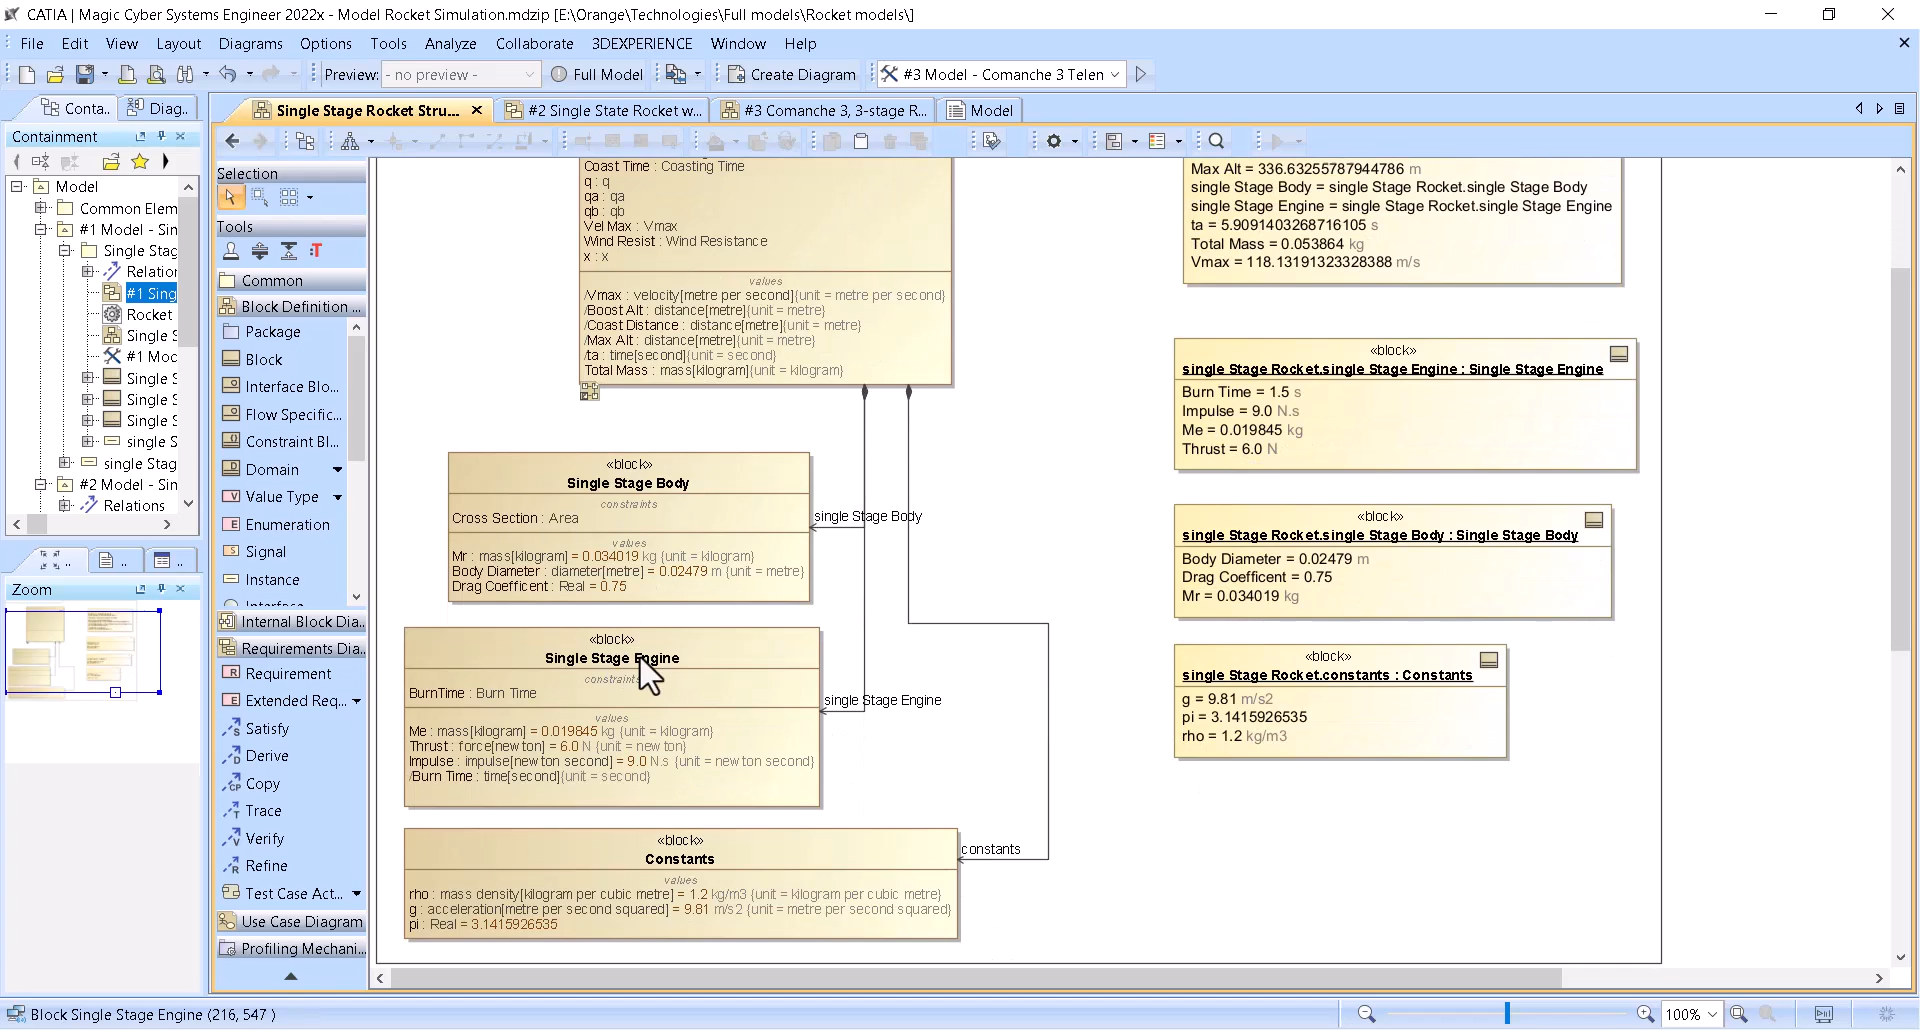 CATIA | Magic Cyber Systems Engineer 2022x - Model Rocket Simulation.mdzip [E:\Orange\Technologies\Full models\Rocket models\]
File Edit View Layout Diagrams Options Tools Analyze Collaborate 3DEXPERIENCE Window Help
Preview: - no preview - Full Model Create Diagram #3 Model - Comanche 3 Telen
Conta.. Diag.. Single Stage Rocket Stru... #2 Single State Rocket w... #3 Comanche 3, 3-stage R... Model
Containment
Model
Common Elem
#1 Model - Sin
Single Stag
Relation
#1 Sing
Rocket
Single S
#1 Moc
Single S
Single S
Single S
single S
single Stag
#2 Model - Sin
Relations
Zoom
Selection
Tools
Common
Block Definition ...
Package
Block
Interface Blo...
Flow Specific...
Constraint Bl...
Domain
Value Type
Enumeration
Signal
Instance
Internal Block Dia...
Requirements Dia...
Requirement
Extended Req...
Satisfy
Derive
Copy
Trace
Verify
Refine
Test Case Act...
Use Case Diagram
Profiling Mechani...
Coast Time : Coasting Time
q : q
qa : qa
qb : qb
Vel Max : Vmax
Wind Resist : Wind Resistance
x : x
values
/Vmax : velocity[metre per second]{unit = metre per second}
/Boost Alt : distance[metre]{unit = metre}
/Coast Distance : distance[metre]{unit = metre}
/Max Alt : distance[metre]{unit = metre}
/ta : time[second]{unit = second}
Total Mass : mass[kilogram]{unit = kilogram}
«block»
Single Stage Body
constraints
Cross Section : Area
values
Mr : mass[kilogram] = 0.034019 kg {unit = kilogram}
Body Diameter : diameter[metre] = 0.02479 m {unit = metre}
Drag Coefficent : Real = 0.75
single Stage Body
«block»
Single Stage Engine
constraints
BurnTime : Burn Time
values
Me : mass[kilogram] = 0.019845 kg {unit = kilogram}
Thrust : force[newton] = 6.0 N {unit = newton}
Impulse : impulse[newton second] = 9.0 N.s {unit = newton second}
/Burn Time : time[second]{unit = second}
single Stage Engine
«block»
Constants
values
rho : mass density[kilogram per cubic metre] = 1.2 kg/m3 {unit = kilogram per cubic metre}
g : acceleration[metre per second squared] = 9.81 m/s2 {unit = metre per second squared}
pi : Real = 3.1415926535
constants
Max Alt = 336.63255787944786 m
single Stage Body = single Stage Rocket.single Stage Body
single Stage Engine = single Stage Rocket.single Stage Engine
ta = 5.9091403268716105 s
Total Mass = 0.053864 kg
Vmax = 118.13191323328388 m/s
«block»
single Stage Rocket.single Stage Engine : Single Stage Engine
Burn Time = 1.5 s
Impulse = 9.0 N.s
Me = 0.019845 kg
Thrust = 6.0 N
«block»
single Stage Rocket.single Stage Body : Single Stage Body
Body Diameter = 0.02479 m
Drag Coefficent = 0.75
Mr = 0.034019 kg
«block»
single Stage Rocket.constants : Constants
g = 9.81 m/s2
pi = 3.1415926535
rho = 1.2 kg/m3
Block Single Stage Engine (216, 547 )
100%